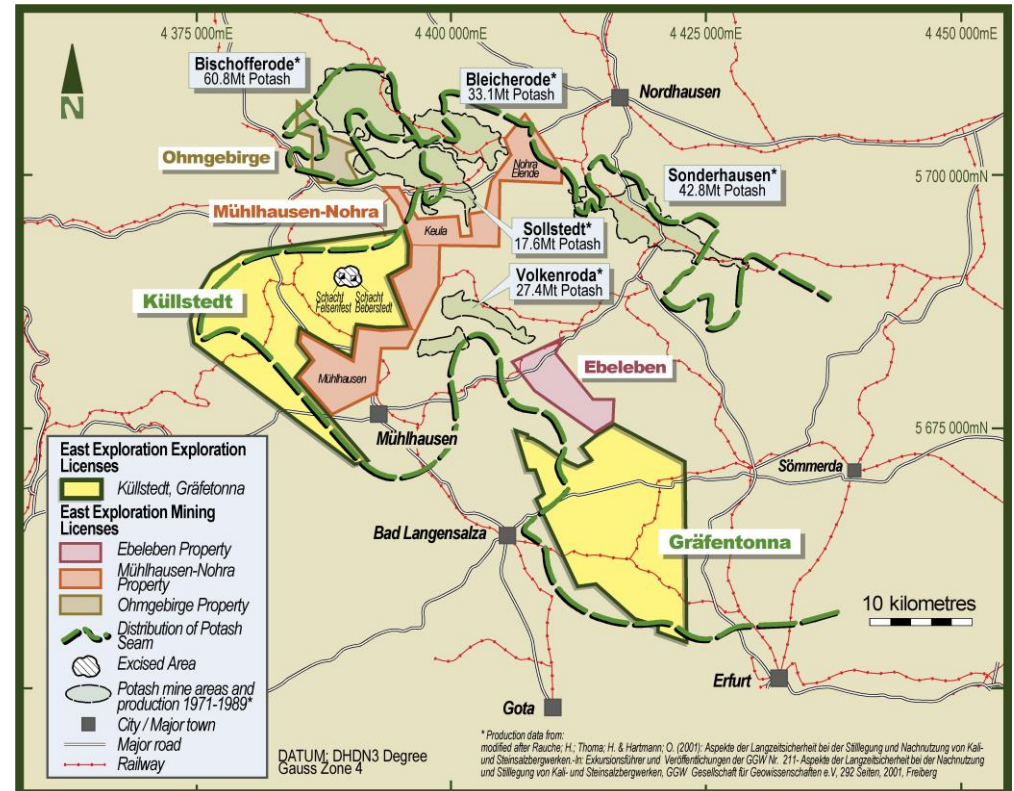 4 375 000mE
4 400 000mE
4 425 000mE
4 450 000mE
N
Bischofferode*
60.8Mt Potash
Bleicherode*
33.1Mt Potash
Nordhausen
Ohmgebirge
Nohra
Elende
Sonderhausen*
42.8Mt Potash
5 700 000mN
Mühlhausen-Nohra
Keula
Sollstedt*
17.6Mt Potash
Volkenroda*
27.4Mt Potash
Küllstedt
Schacht
Felsenfest
Schacht
Beberstedt
Ebeleben
Mühlhausen
Mühlhausen
5 675 000mN
Sömmerda
Bad Langensalza
Gräfentonna
10 kilometres
Erfurt
Gota
East Exploration Exploration
Licenses
Küllstedt, Gräfetonna
East Exploration Mining
Licenses
Ebeleben Property
Mühlhausen-Nohra
Property
Ohmgebirge Property
Distribution of Potash
Seam
Excised Area
Potash mine areas and
production 1971-1989*
City / Major town
Major road
Railway
DATUM; DHDN3 Degree
Gauss Zone 4
* Production data from:
modified after Rauche; H.; Thoma; H. & Hartmann; O. (2001): Aspekte der Langzeitsicherheit bei der Stilllegung und Nachnutzung von Kali-
und Steinsalzbergwerken.-In: Exkursionsführer und Veröffentlichungen der GGW Nr. 211- Aspekte der Langzeitsicherheit bei der Nachnutzung
und Stilllegung von Kali- und Steinsalzbergwerken, GGW Gesellschaft für Geowissenschaften e.V, 292 Seiten, 2001, Freiberg